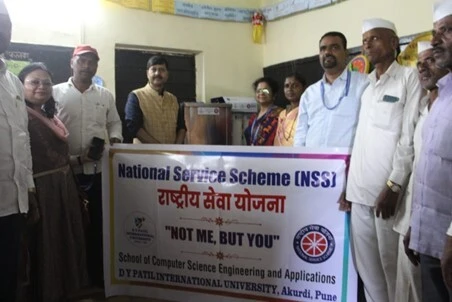 National Service Scheme (NSS)
राष्ट्रीय सेवा योजना
"NOT ME, BUT YOU"
School of Computer Science Engineering and Applications
D Y PATIL INTERNATIONAL UNIVERSITY, Akurdi, Pune